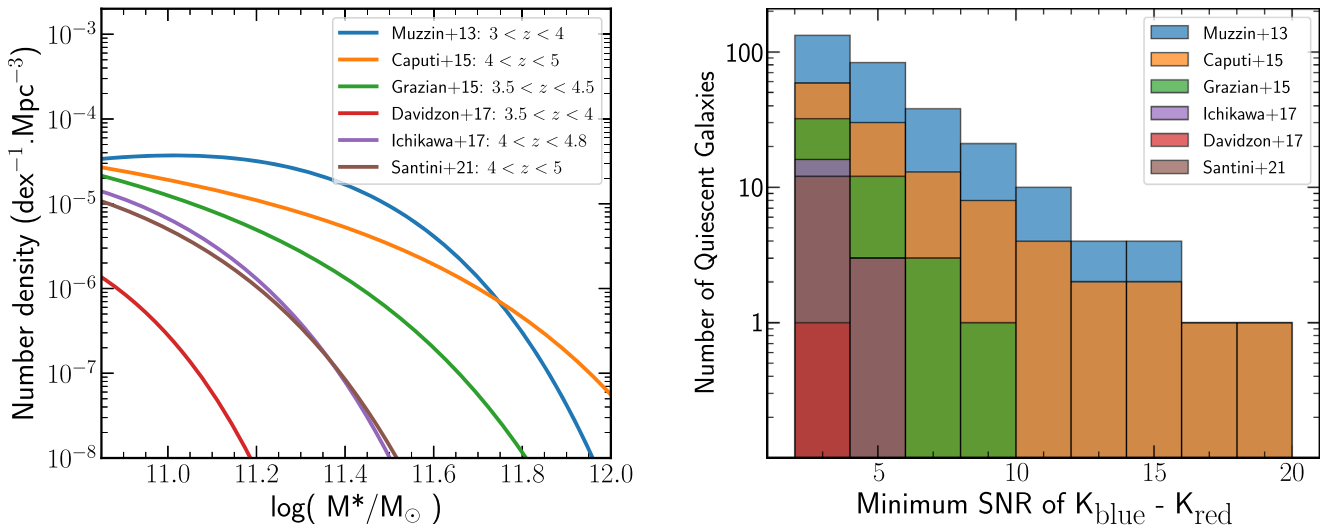 Number density (dex⁻¹.Mpc⁻³)
10⁻³
10⁻⁴
10⁻⁵
10⁻⁶
10⁻⁷
10⁻⁸
Muzzin+13: 3 < z < 4
Caputi+15: 4 < z < 5
Grazian+15: 3.5 < z < 4.5
Davidzon+17: 3.5 < z < 4
Ichikawa+17: 4 < z < 4.8
Santini+21: 4 < z < 5
11.0 11.2 11.4 11.6 11.8 12.0
log( M*/M☉ )
Number of Quiescent Galaxies
100
10
1
Muzzin+13
Caputi+15
Grazian+15
Ichikawa+17
Davidzon+17
Santini+21
5 10 15 20
Minimum SNR of K_blue - K_red